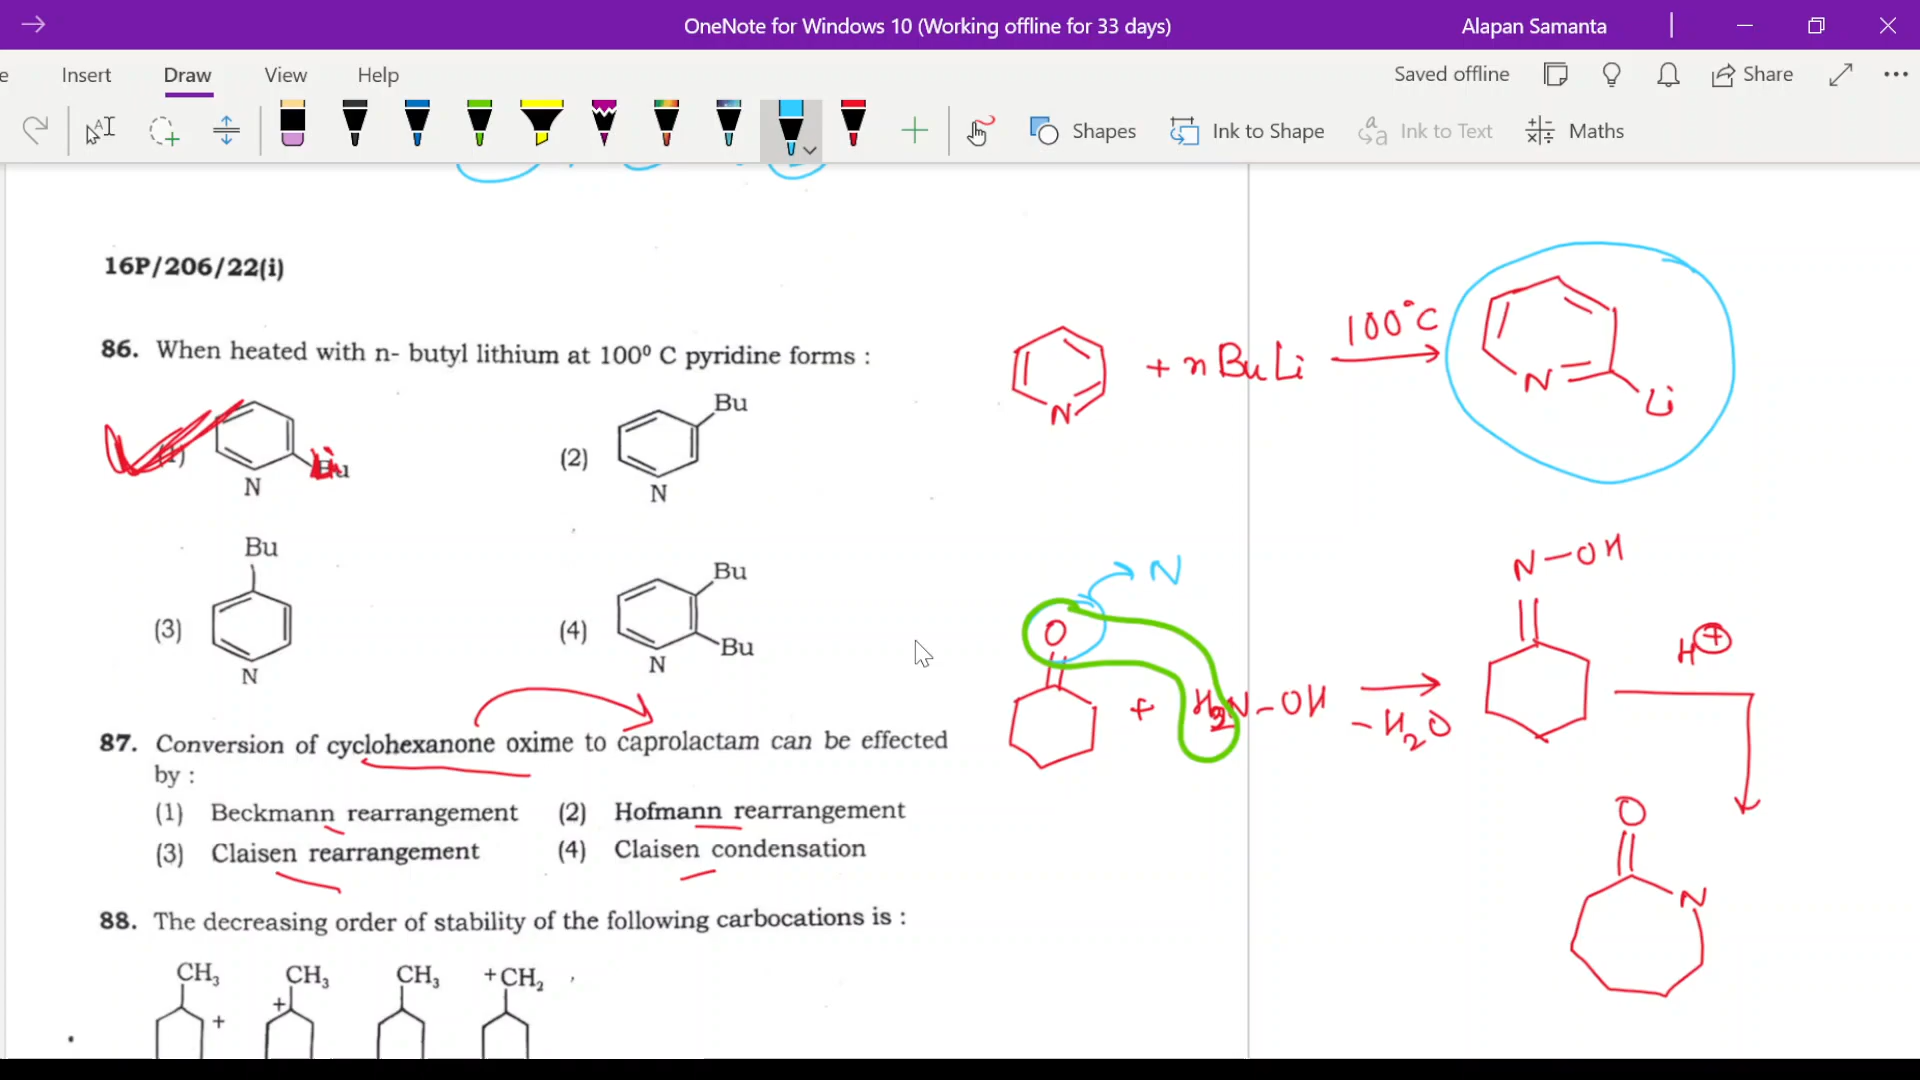 OneNote for Windows 10 (Working offline for 33 days)
Alapan Samanta
e Insert Draw View Help
Saved offline Share
Shapes Ink to Shape Ink to Text Maths
16P/206/22(i)
86. When heated with n- butyl lithium at 100⁰ C pyridine forms :
N Li
(2) Bu N
(3) Bu N
(4) Bu Bu N
N + nBuLi 100°C N Li
87. Conversion of cyclohexanone oxime to caprolactam can be effected
by :
(1) Beckmann rearrangement (2) Hofmann rearrangement
(3) Claisen rearrangement (4) Claisen condensation
O N + H₂N-OH -H₂O N-OH H⊕
O N
88. The decreasing order of stability of the following carbocations is :
CH₃ + CH₃ + CH₃ +CH₂ ,